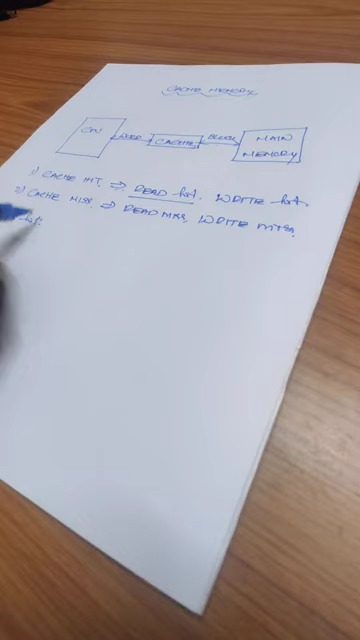 CACHE MEMORY
CPU WORD CACHE BLOCK MAIN MEMORY
1) CACHE HIT ⇒ READ hit, WRITE hit
2) CACHE MISS ⇒ READ MISS, WRITE MISS
hit